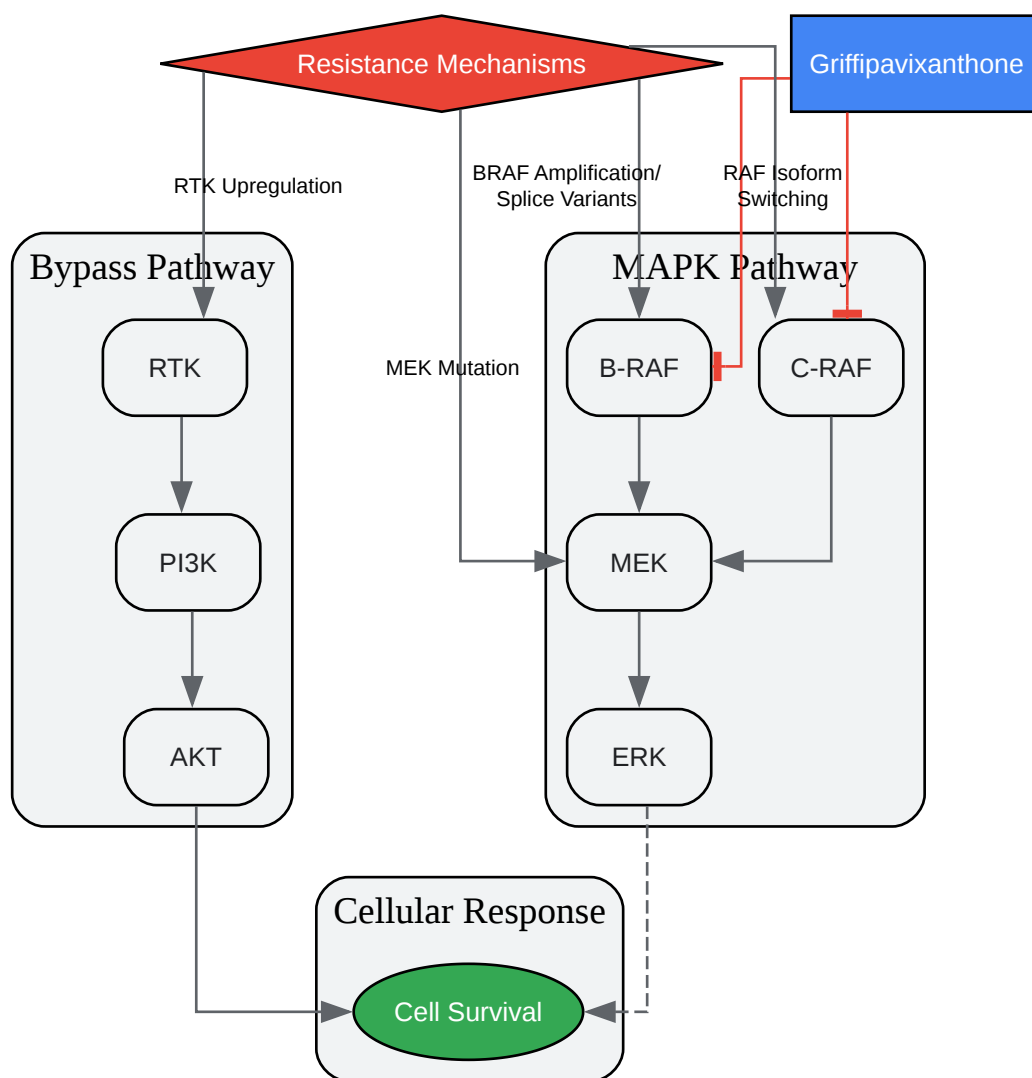 Resistance Mechanisms
Griffipavixanthone
RTK Upregulation
BRAF Amplification/
Splice Variants
RAF Isoform
Switching
Bypass Pathway
MAPK Pathway
RTK
MEK Mutation
B-RAF
C-RAF
PI3K
MEK
AKT
ERK
Cellular Response
Cell Survival